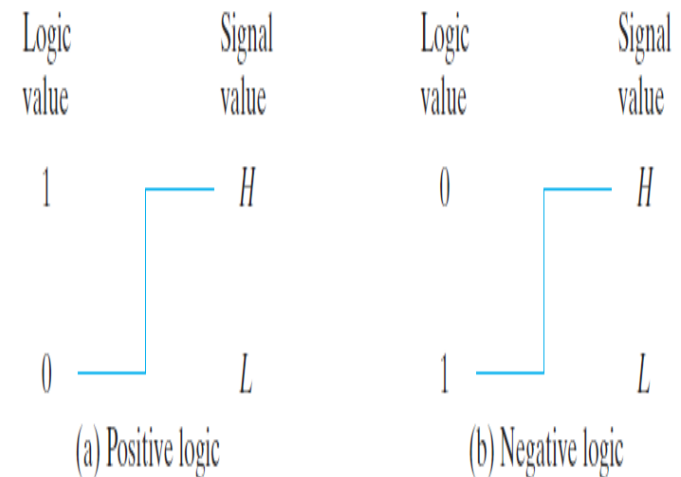 Logic Signal Logic Signal
value value value value
1 H 0 H
0 L 1 L
(a) Positive logic (b) Negative logic